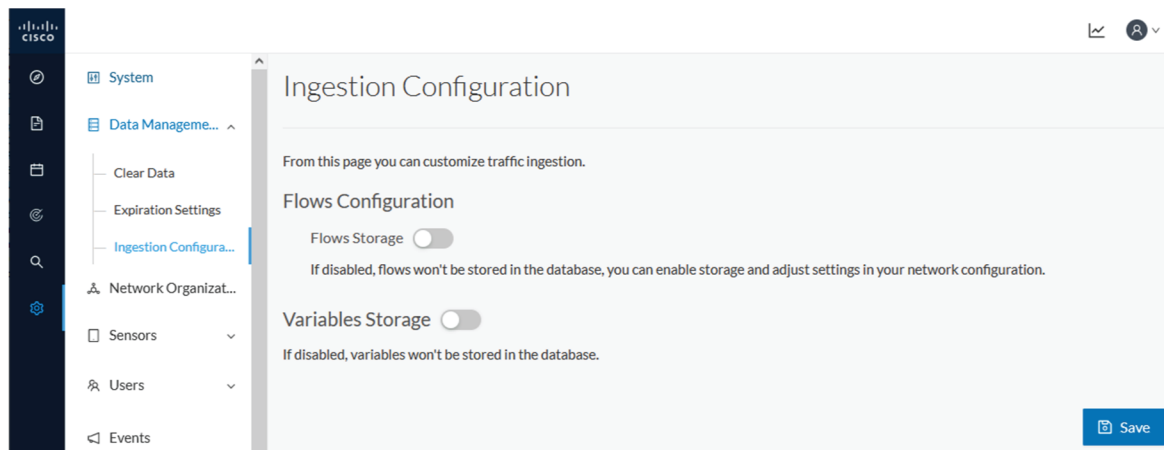 CISCO
System
Data Manageme...
Clear Data
Expiration Settings
Ingestion Configura...
Network Organizat...
Sensors
Users
Events
Ingestion Configuration
From this page you can customize traffic ingestion.
Flows Configuration
Flows Storage
If disabled, flows won't be stored in the database, you can enable storage and adjust settings in your network configuration.
Variables Storage
If disabled, variables won't be stored in the database.
Save